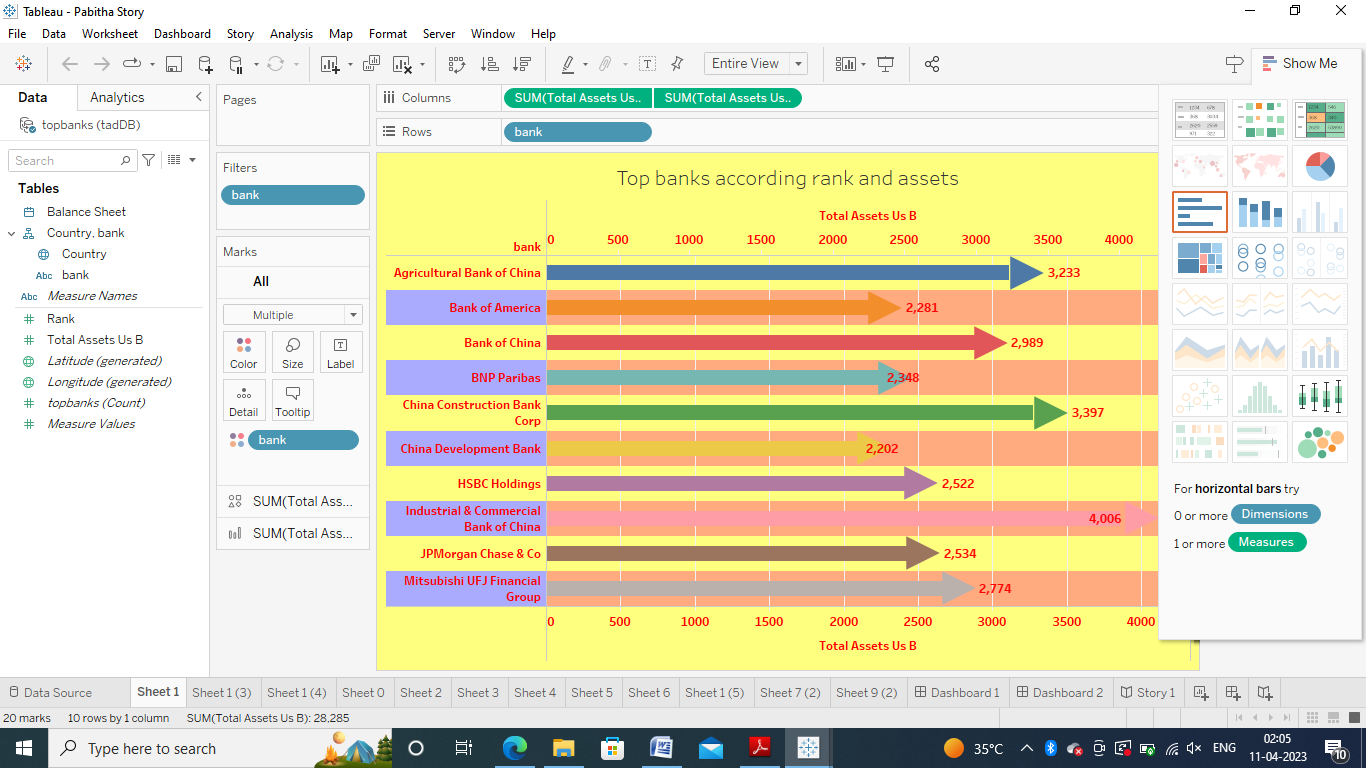 Tableau - Pabitha Story
File Data Worksheet Dashboard Story Analysis Map Format Server Window Help
Entire View
Show Me
Data Analytics
topbanks (tadDB)
Search
Tables
Balance Sheet
Country, bank
Country
Abc bank
Abc Measure Names
Rank
Total Assets Us B
Latitude (generated)
Longitude (generated)
topbanks (Count)
Measure Values
Pages
Filters
bank
Marks
All
Multiple
Color Size Label
Detail Tooltip
bank
SUM(Total Ass...
SUM(Total Ass...
Columns SUM(Total Assets Us.. SUM(Total Assets Us..
Rows bank
Top banks according rank and assets
Total Assets Us B
bank 0 500 1000 2000 2500 3000 3500 4000
Agricultural Bank of China 3,233
Bank of America 2,281
Bank of China 2,989
BNP Paribas 2,348
China Construction Bank
Corp 3,397
China Development Bank 2,202
HSBC Holdings 2,522
Industrial & Commercial
Bank of China 4,006
JPMorgan Chase & Co 2,534
Mitsubishi UFJ Financial
Group 2,774
0 500 1000 1500 2000 2500 3000 3500 4000
Total Assets Us B
For horizontal bars try
0 or more Dimensions
1 or more Measures
Data Source Sheet 1 Sheet 1 (3) Sheet 1 (4) Sheet 0 Sheet 2 Sheet 3 Sheet 4 Sheet 5 Sheet 6 Sheet 1 (5) Sheet 7 (2) Sheet 9 (2) Dashboard 1 Dashboard 2 Story 1
20 marks 10 rows by 1 column SUM(Total Assets Us B): 28,285
Type here to search
35°C
ENG
02:05
11-04-2023
10